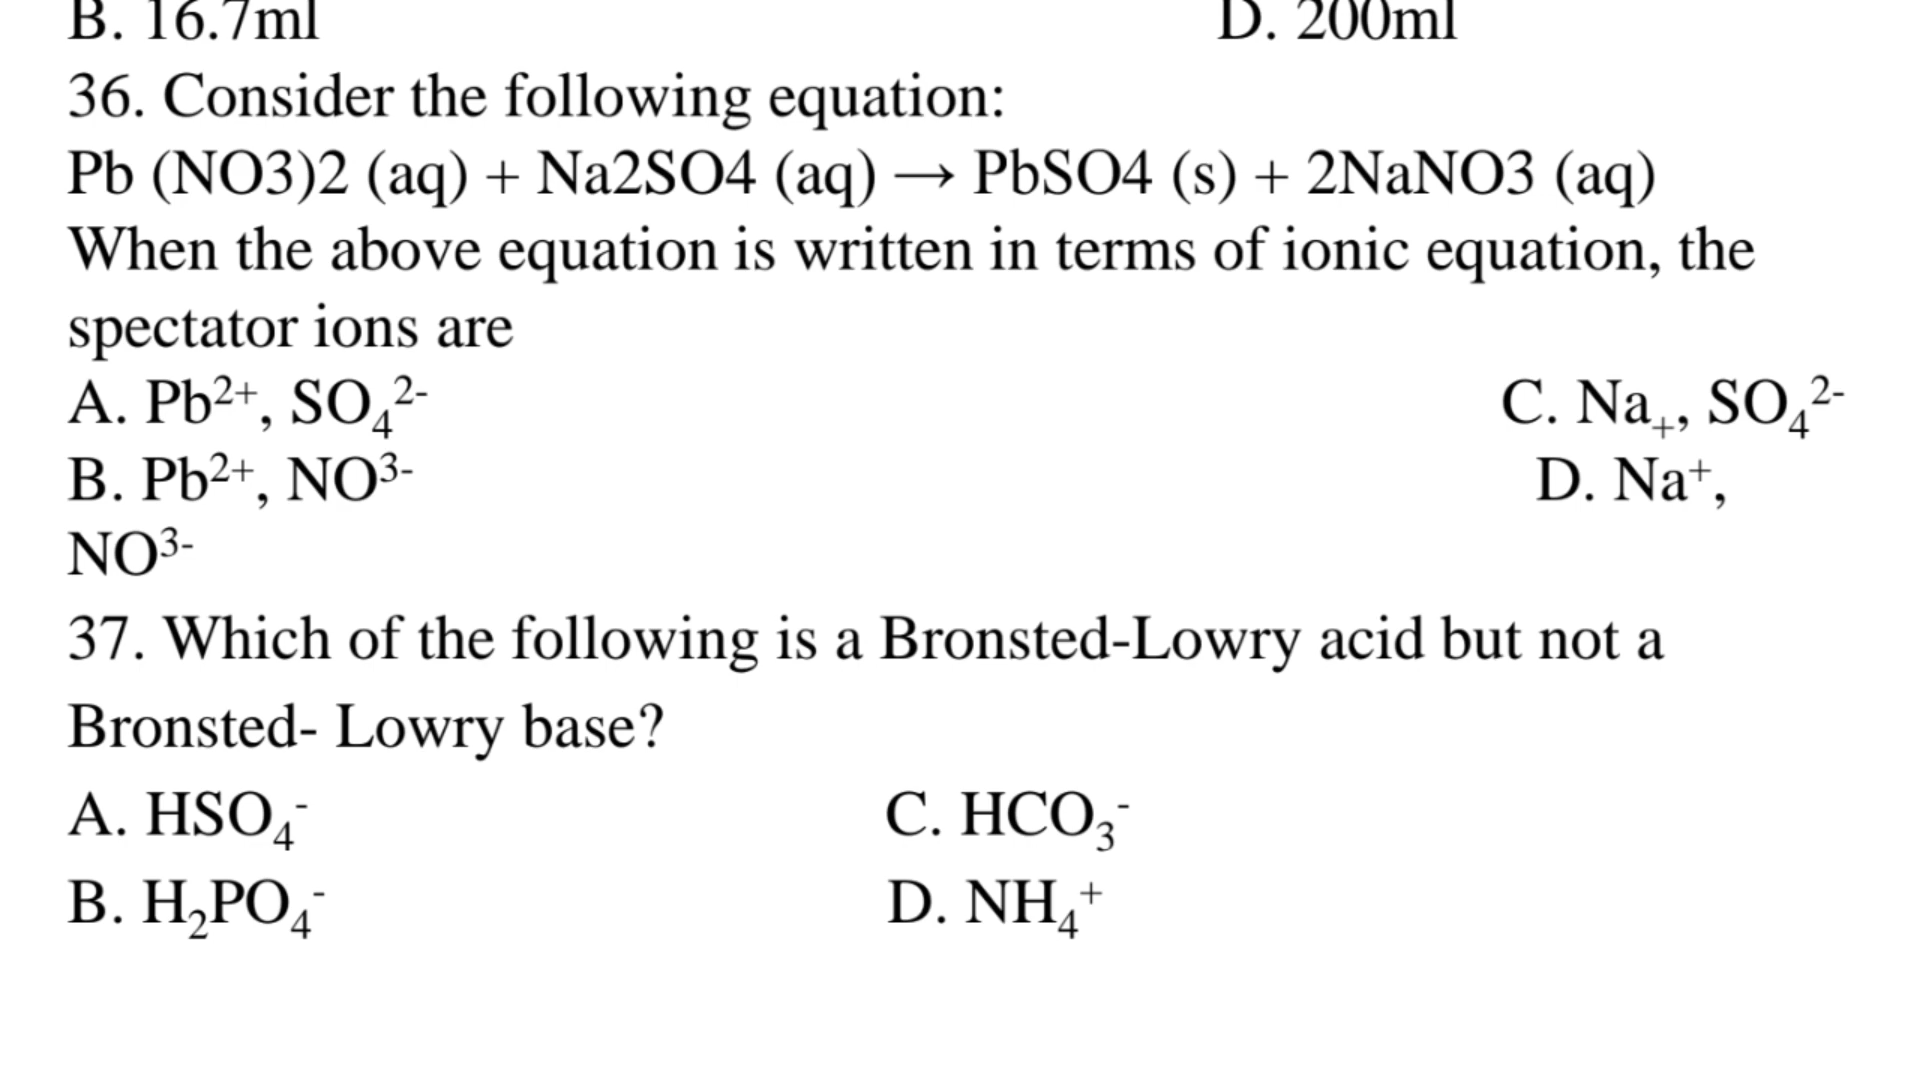 B. 16.7ml D. 200ml
36. Consider the following equation:
Pb (NO3)2 (aq) + Na2SO4 (aq) → PbSO4 (s) + 2NaNO3 (aq)
When the above equation is written in terms of ionic equation, the
spectator ions are
A. Pb²⁺, SO₄²⁻ C. Na₊, SO₄²⁻
B. Pb²⁺, NO³⁻ D. Na⁺,
NO³⁻
37. Which of the following is a Bronsted-Lowry acid but not a
Bronsted- Lowry base?
A. HSO₄⁻ C. HCO₃⁻
B. H₂PO₄⁻ D. NH₄⁺